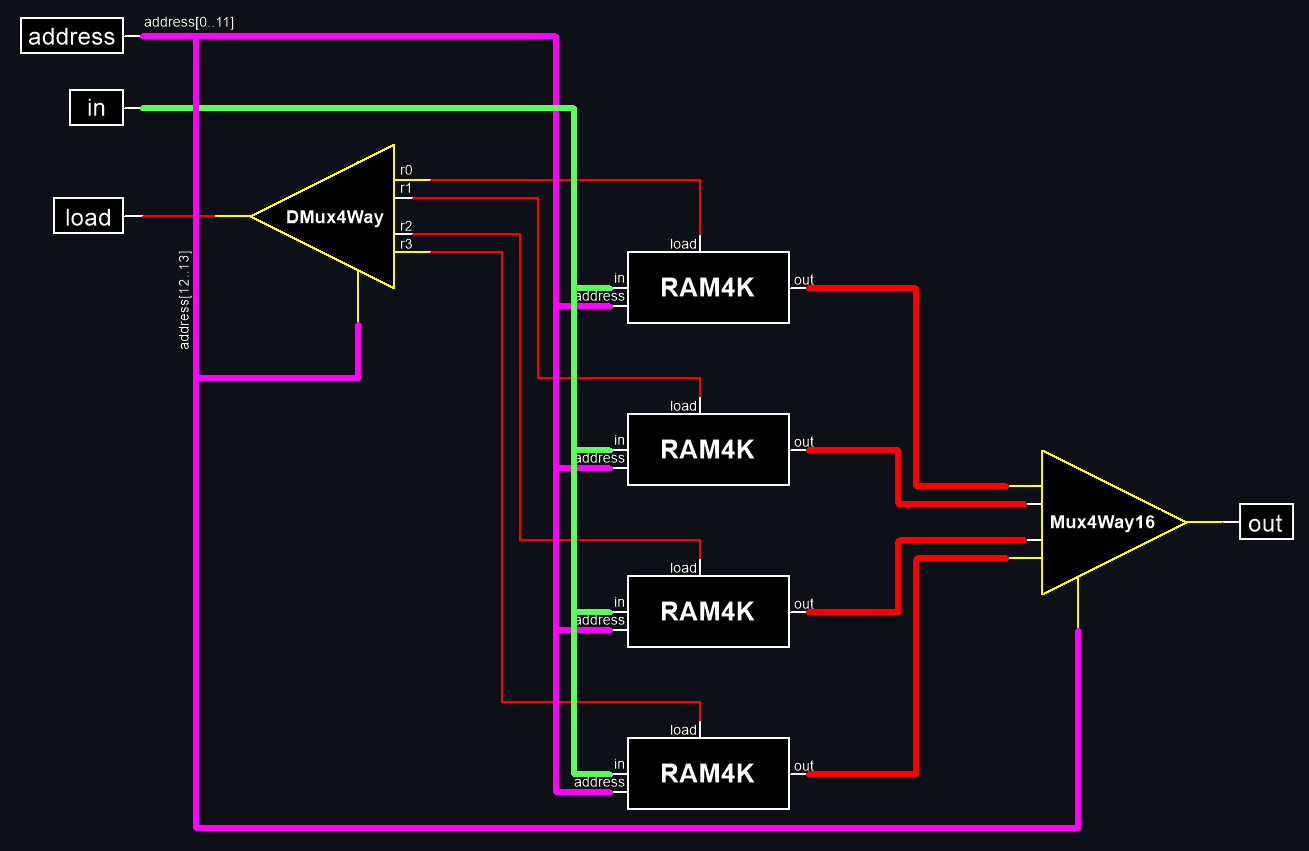 address
address[0..11]
in
load
DMux4Way
r0
r1
r2
r3
address[12..13]
load
in
address
RAM4K
out
load
in
address
RAM4K
out
Mux4Way16
out
load
in
address
RAM4K
out
load
in
address
RAM4K
out